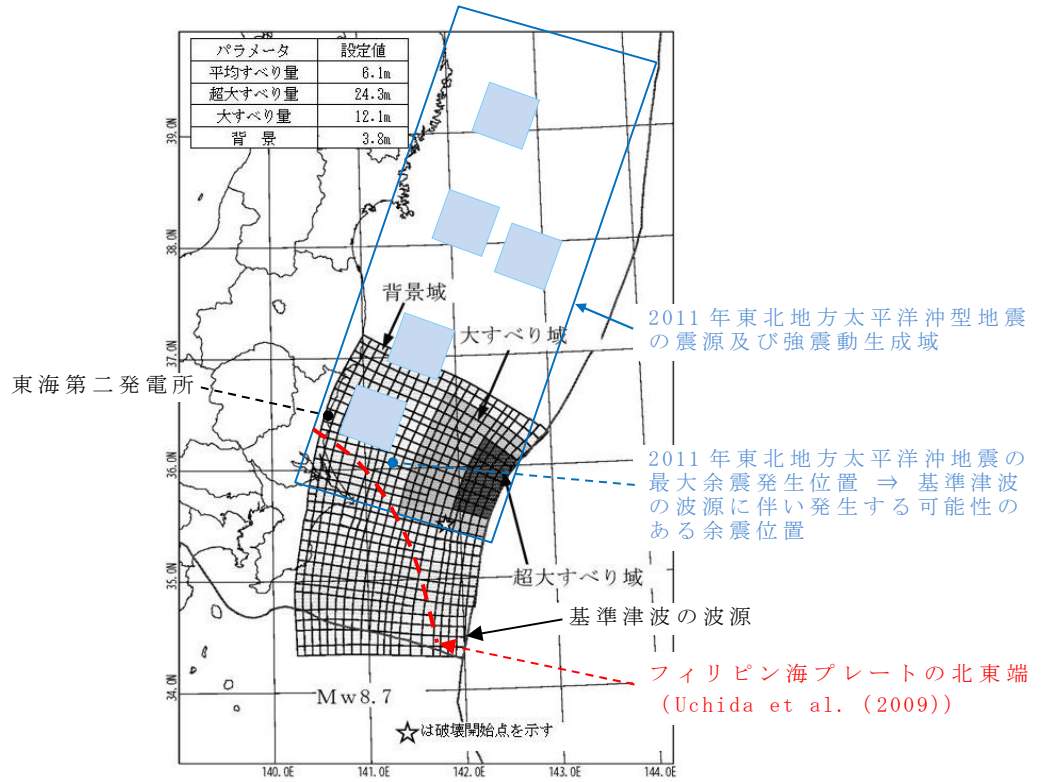 パラメータ 設定値
平均すべり量 6.1m
超大すべり量 24.3m
大すべり量 12.1m
背 景 3.8m
39.0N
38.0N
背景域
大すべり域
2011年東北地方太平洋沖型地震
の震源及び強震動生成域
37.0N
東海第二発電所
36.0N
2011年東北地方太平洋沖地震の
最大余震発生位置 ⇒ 基準津波
の波源に伴い発生する可能性の
ある余震位置
超大すべり域
35.0N
基準津波の波源
フィリピン海プレートの北東端
(Uchida et al. (2009))
34.0N
Mw8.7
☆は破壊開始点を示す
140.0E 141.0E 142.0E 143.0E 144.0E